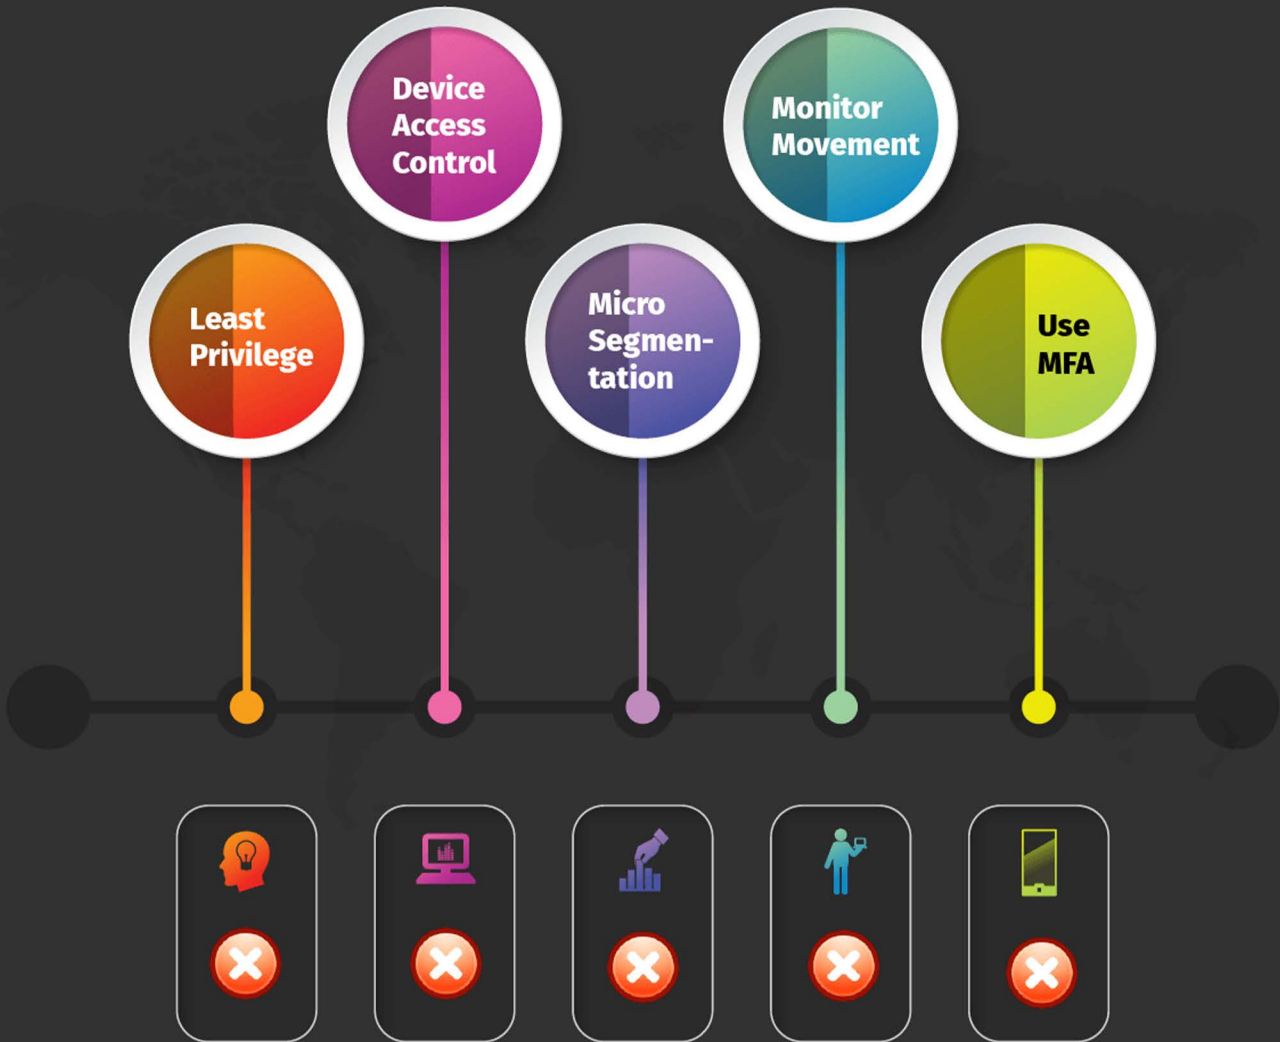 Least
Privilege
Device
Access
Control
Micro
Segmen-
tation
Monitor
Movement
Use
MFA